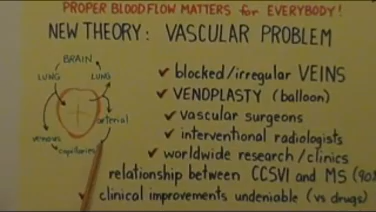 PROPER BLOODFLOW MATTERS for EVERYBODY!
NEW THEORY: VASCULAR PROBLEM
BRAIN
LUNG
LUNG
arterial
venous
capillaries
✓ blocked/irregular VEINS
✓ VENOPLASTY (balloon)
✓ vascular surgeons
✓ interventional radiologists
✓ worldwide research/clinics
relationship between CCSVI and MS (90%
✓ clinical improvements undeniable (vs drugs)